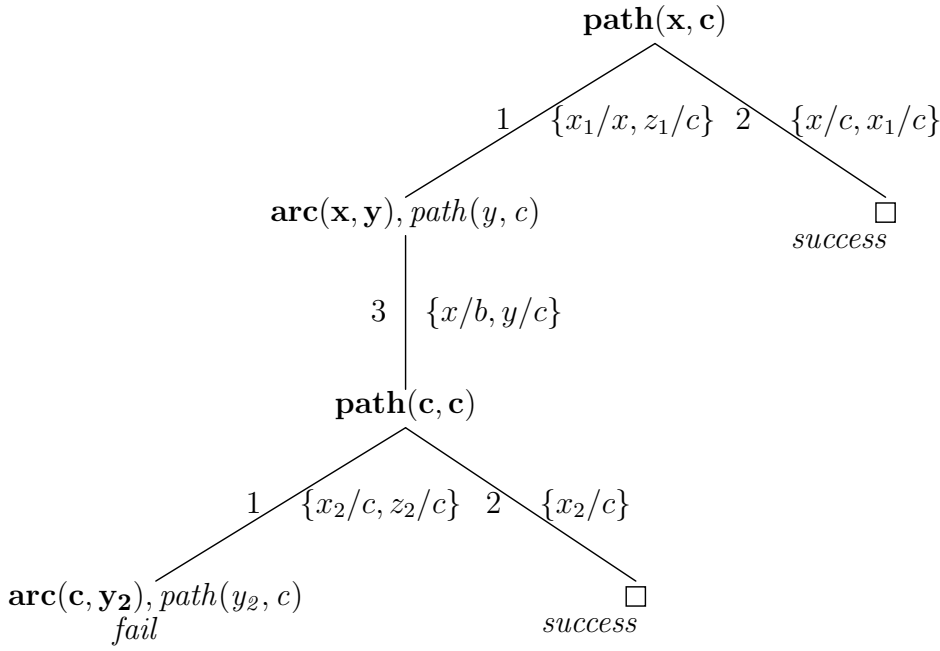 path(x, c)
1 {x₁/x, z₁/c} 2 {x/c, x₁/c}
arc(x, y), path(y, c) □
success
3 {x/b, y/c}
path(c, c)
1 {x₂/c, z₂/c} 2 {x₂/c}
arc(c, y₂), path(y₂, c) □
fail success